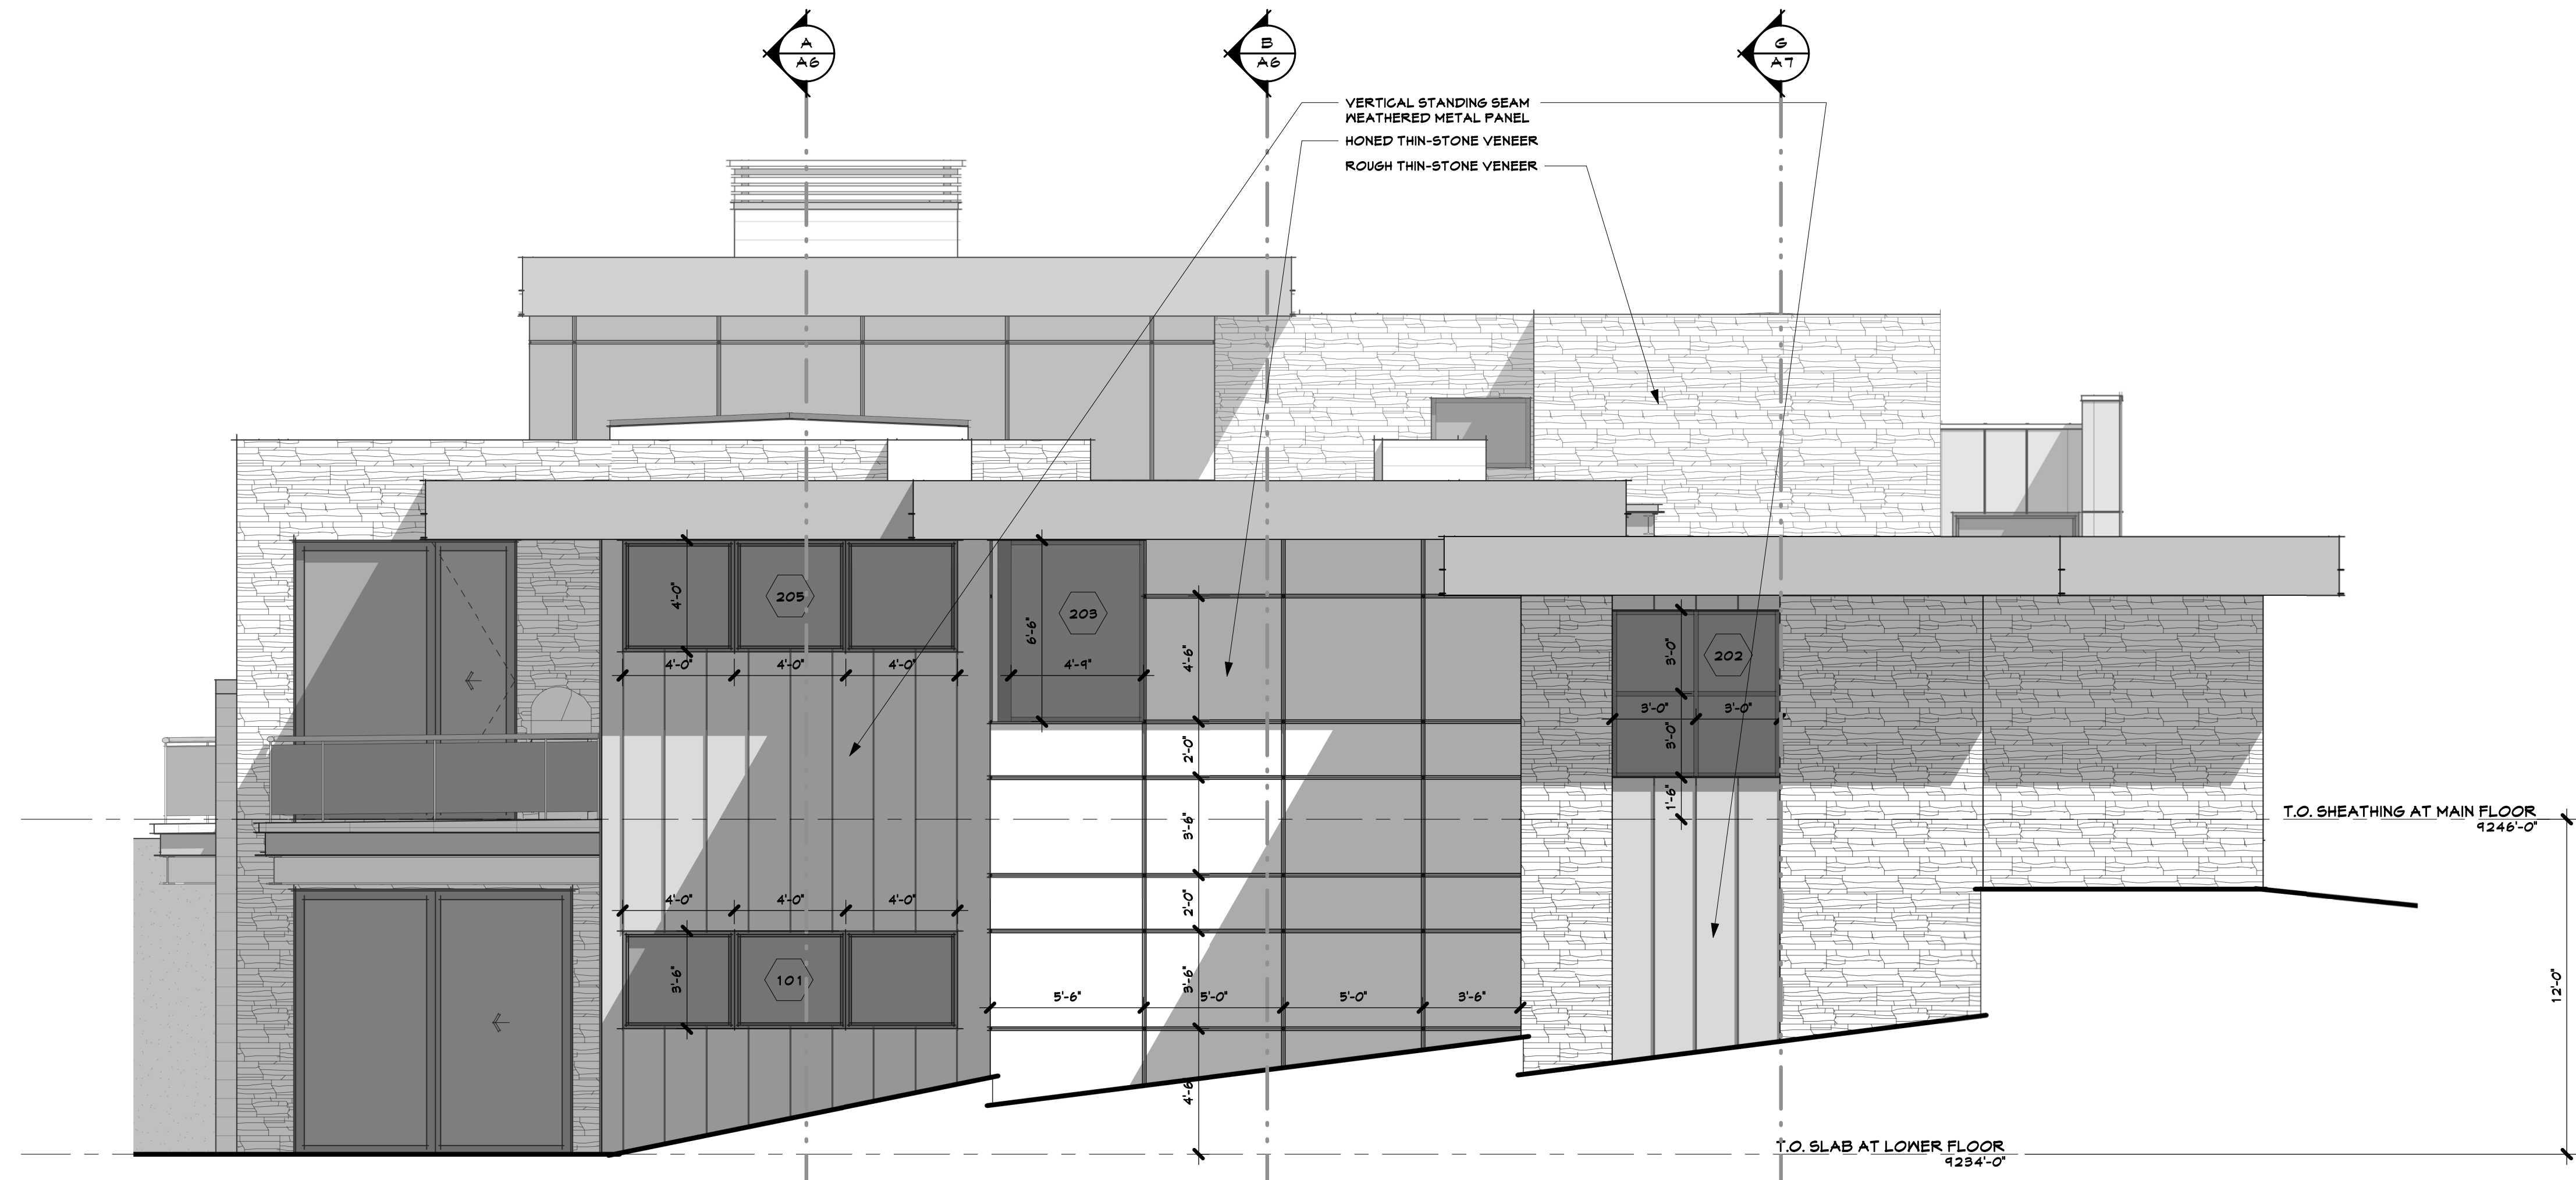 A
A6
B
A6
G
A7
VERTICAL STANDING SEAM
WEATHERED METAL PANEL
HONED THIN-STONE VENEER
ROUGH THIN-STONE VENEER
4'-0"
205
203
6'-6"
4'-9"
4'-0"
4'-0"
4'-0"
4'-6"
3'-0"
202
3'-0"
3'-0"
3'-0"
2'-0"
1'-6"
T.O. SHEATHING AT MAIN FLOOR
9246'-0"
3'-6"
4'-0"
4'-0"
4'-0"
2'-0"
3'-6"
101
3'-6"
5'-6"
5'-0"
5'-0"
3'-6"
12'-0"
4'-6"
T.O. SLAB AT LOWER FLOOR
9234'-0"